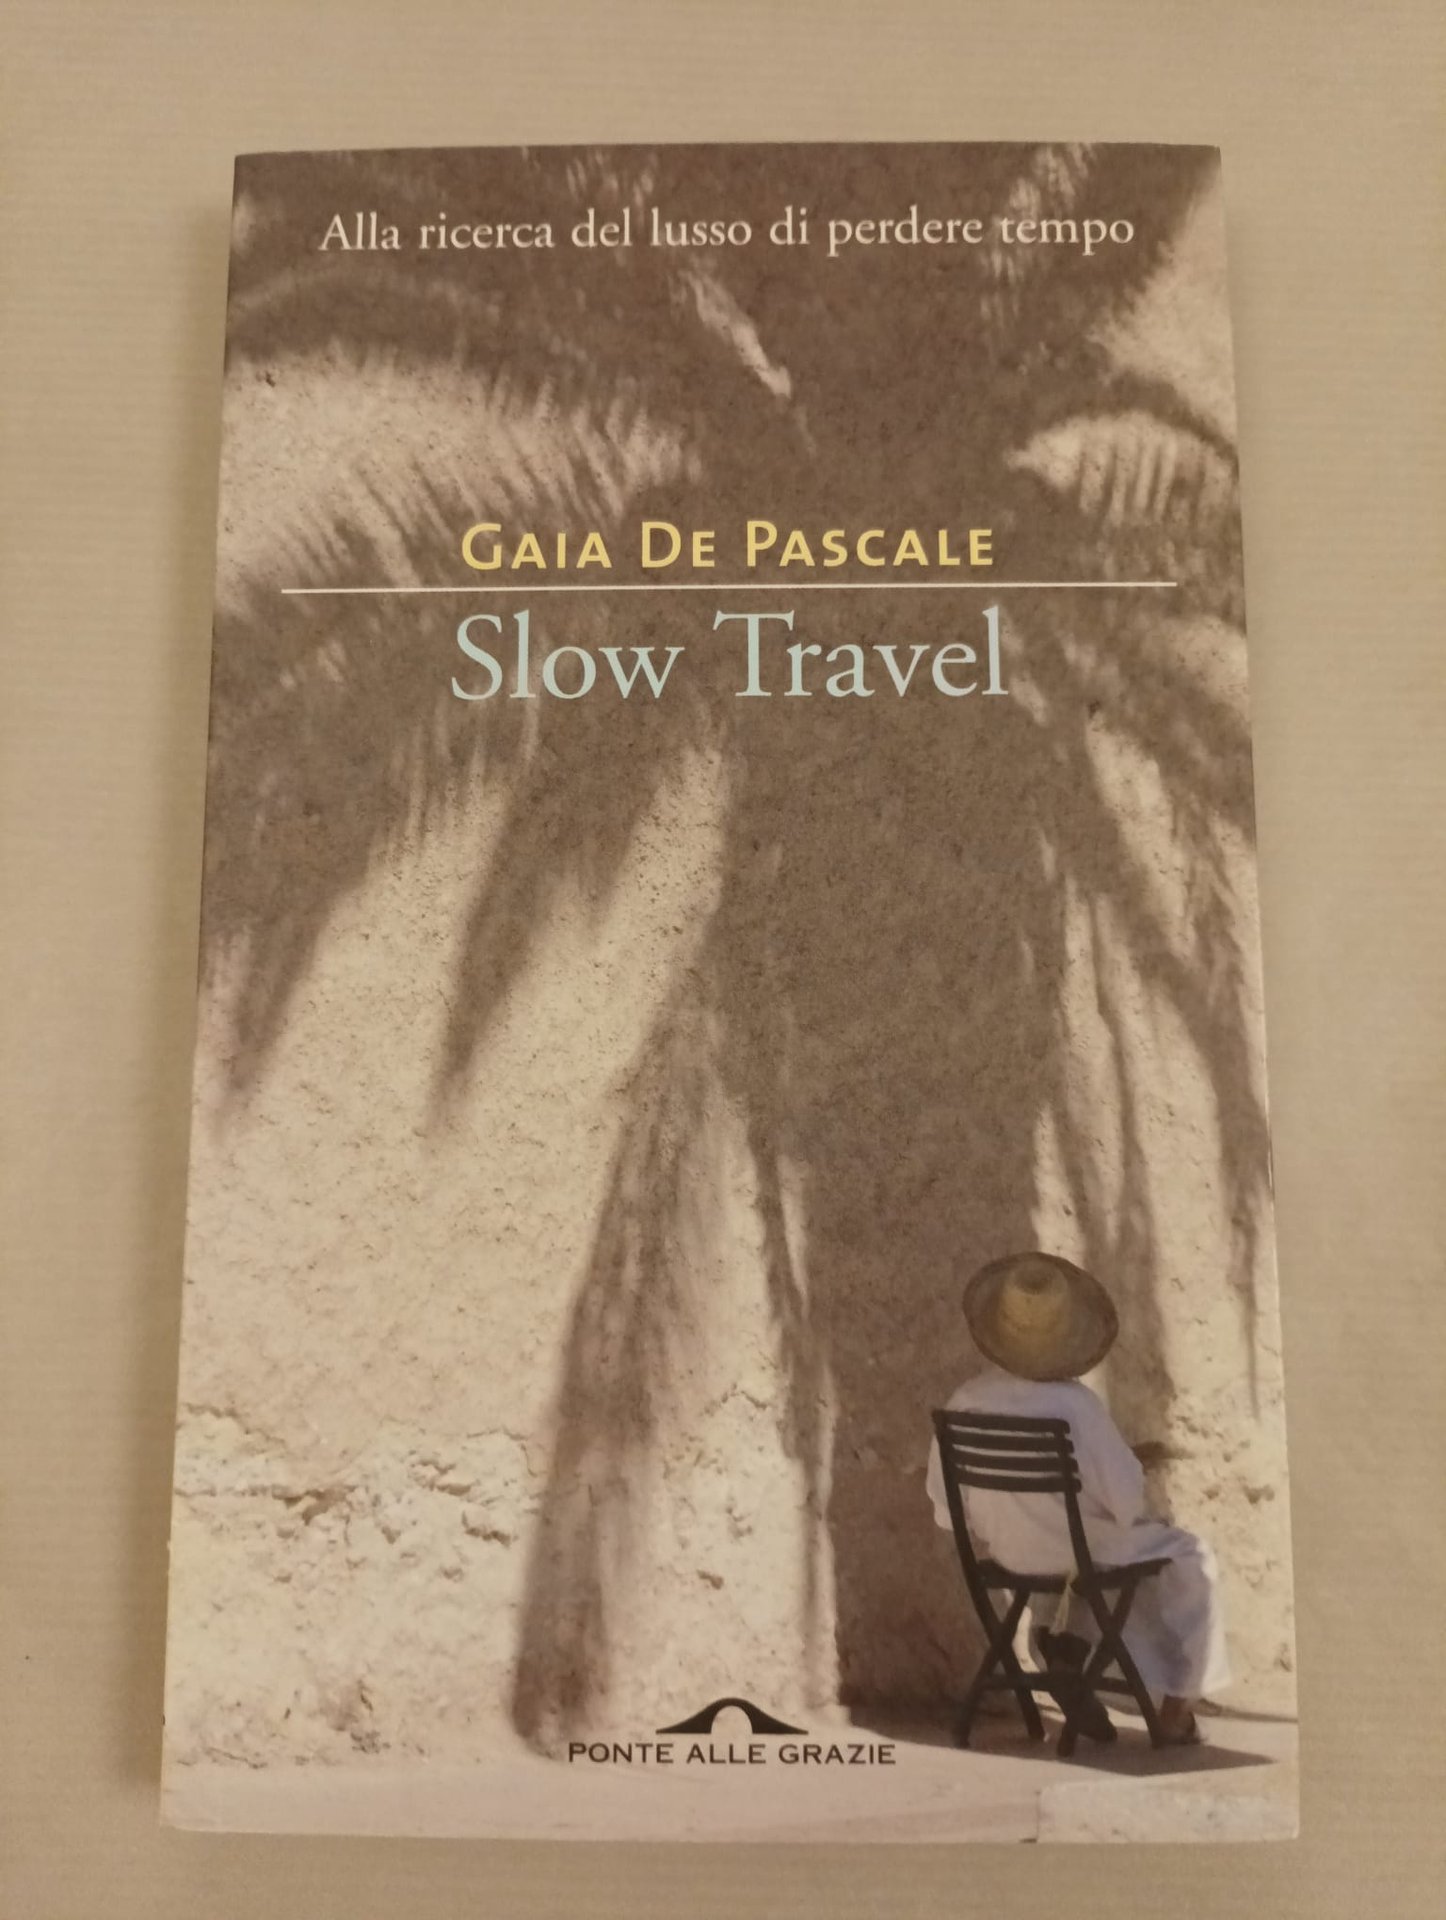 Alla ricerca del lusso di perdere tempo
GAIA DE PASCALE
Slow Travel
PONTE ALLE GRAZIE